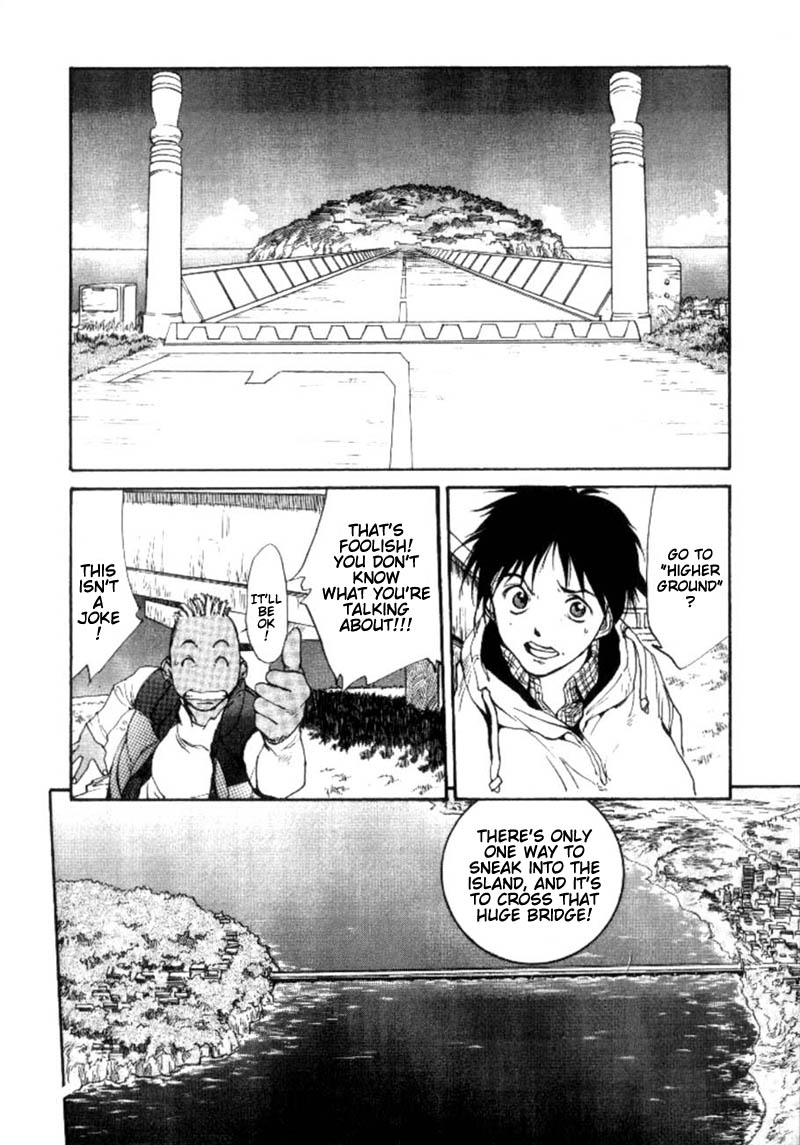 GO TO
"HIGHER
GROUND"
?
THAT'S
FOOLISH!
YOU DON'T
KNOW
WHAT YOU'RE
TALKING
ABOUT!!!
IT'LL
BE
OK!
THIS
ISN'T
A
JOKE
!
THERE'S ONLY
ONE WAY TO
SNEAK INTO THE
ISLAND, AND IT'S
TO CROSS THAT
HUGE BRIDGE!